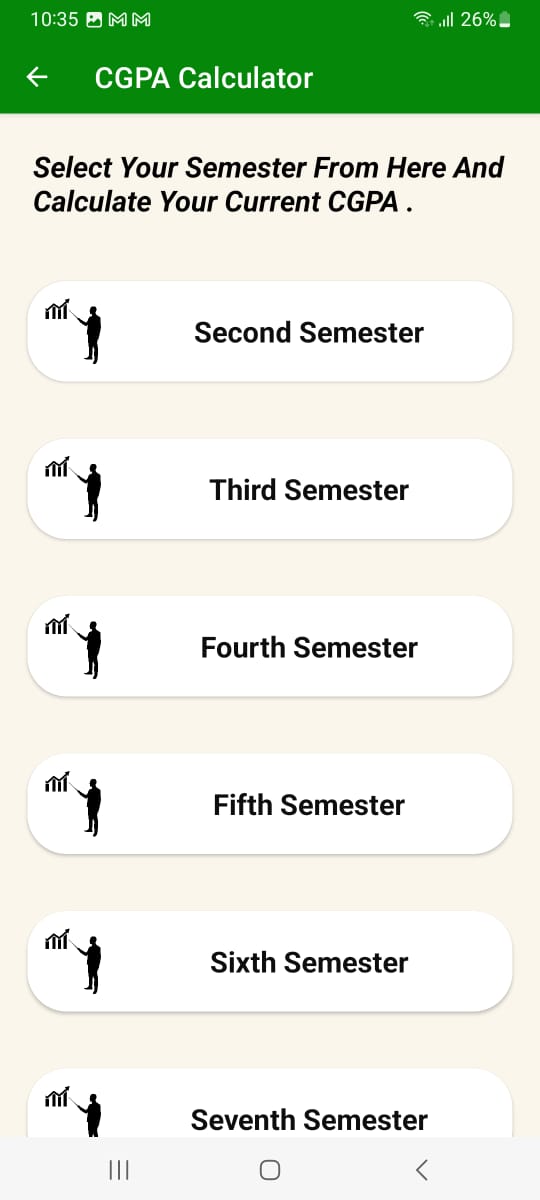 10:35 26%
CGPA Calculator
Select Your Semester From Here And
Calculate Your Current CGPA .
Second Semester
Third Semester
Fourth Semester
Fifth Semester
Sixth Semester
Seventh Semester